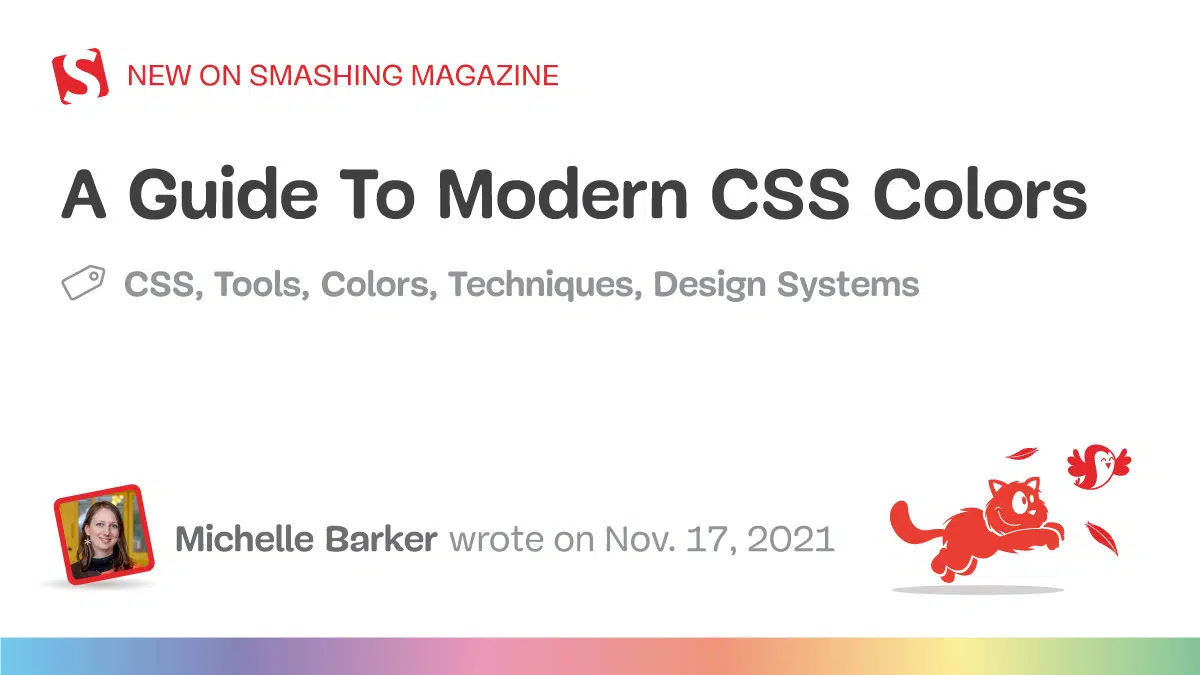 NEW ON SMASHING MAGAZINE
A Guide To Modern CSS Colors
CSS, Tools, Colors, Techniques, Design Systems
Michelle Barker wrote on Nov. 17, 2021